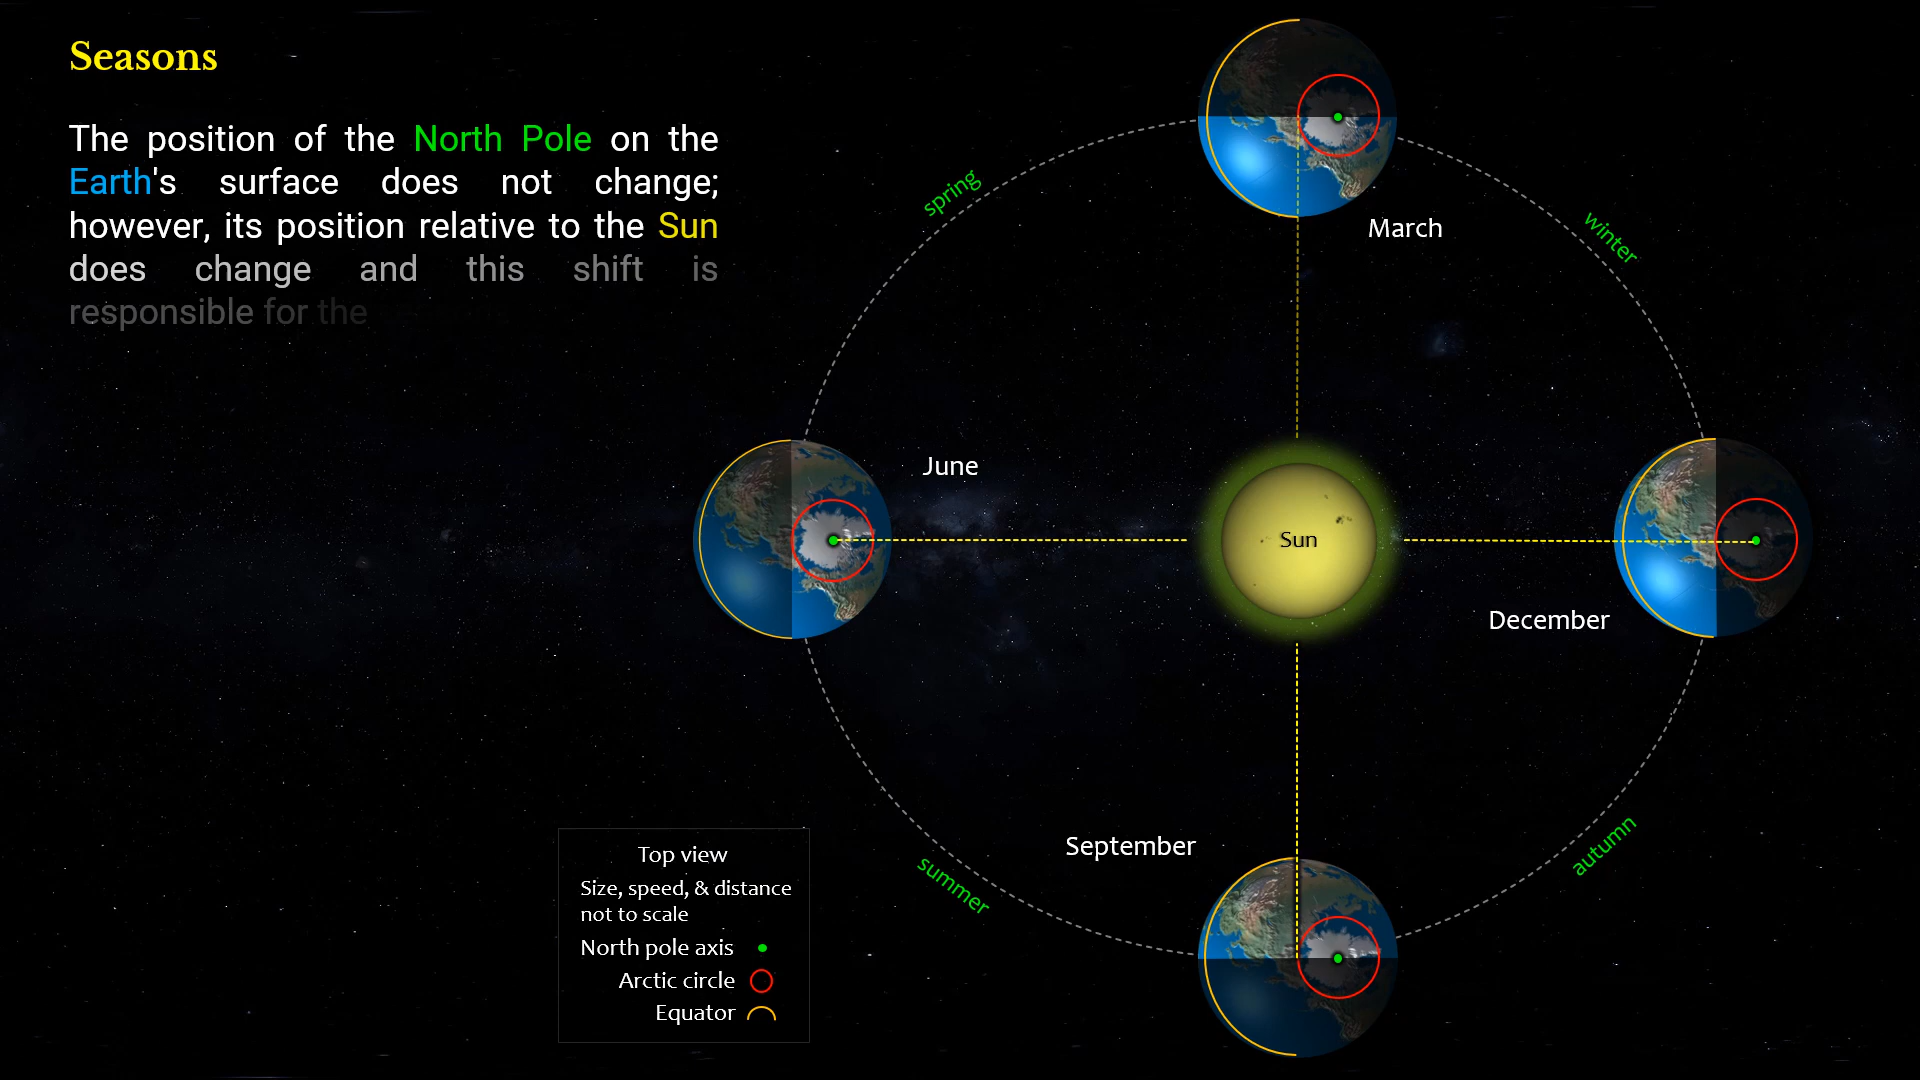 Seasons
The position of the North Pole on the
Earth's surface does not change;
however, its position relative to the Sun
does change and this shift is
responsible for the
spring
March
winter
June
Sun
December
September
summer
autumn
Top view
Size, speed, & distance
not to scale
North pole axis
Arctic circle
Equator